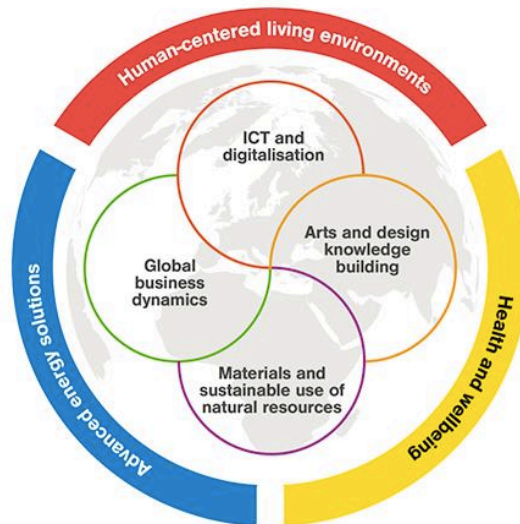 Human-centered living environments
ICT and
digitalisation
Arts and design
knowledge
building
Global
business
dynamics
Materials and
sustainable use of
natural resources
Advanced energy solutions
Health and wellbeing